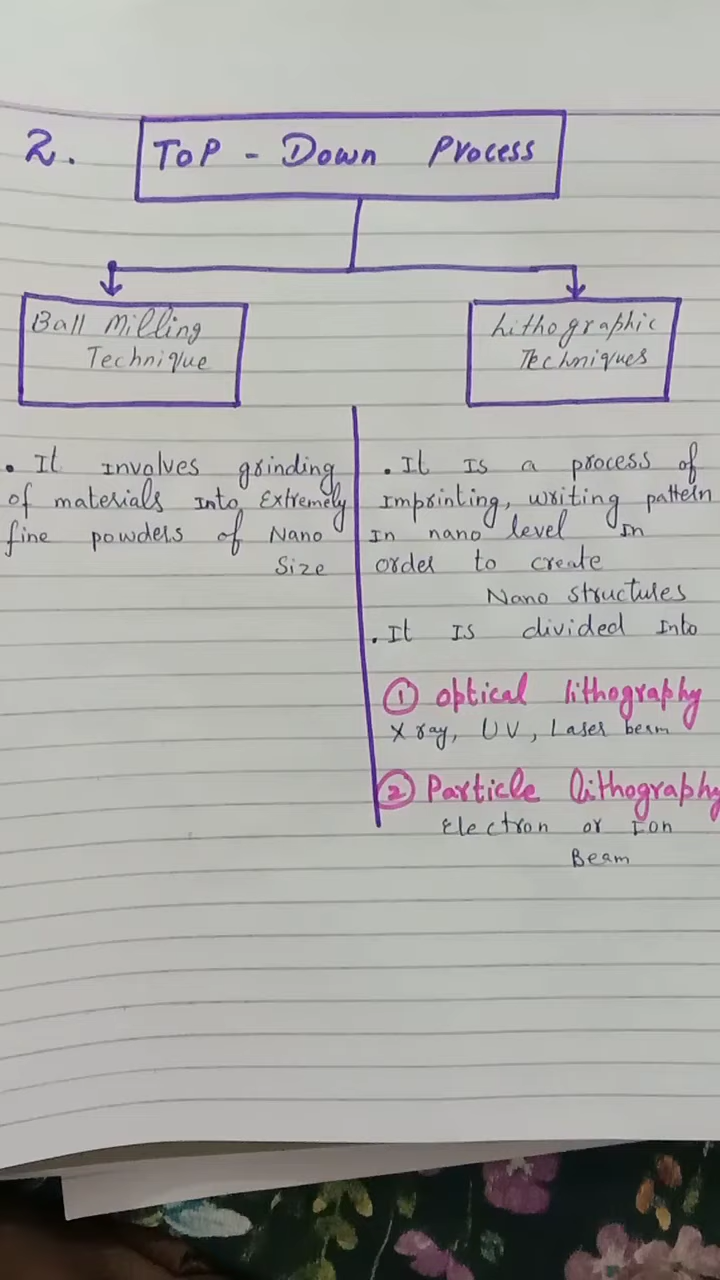 2. Top - Down Process
Ball Milling
Technique
Lithographic
Techniques
. It involves grinding
of materials into Extremely
fine powders of Nano
Size
. It is a process of
Imprinting, writing pattern
In nano level In
order to create
Nano structures
. It is divided into
① optical lithography
X ray, UV, Laser beam
② Particle lithography
Electron or Ion
Beam